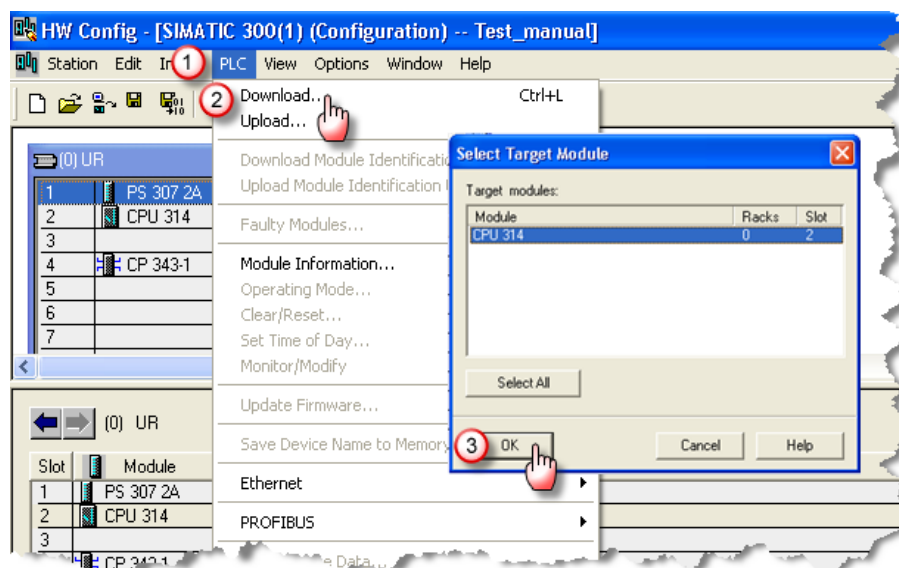 HW Config - [SIMATIC 300(1) (Configuration) -- Test_manual]
Station Edit In 1 PLC View Options Window Help
2 Download... Ctrl+L
Upload...
Download Module Identificatio
Upload Module Identification
Faulty Modules...
Module Information...
Operating Mode...
Clear/Reset...
Set Time of Day...
Monitor/Modify
Update Firmware...
Save Device Name to Memory
Ethernet
PROFIBUS
Data
(0) UR
1 PS 307 2A
2 CPU 314
3
4 CP 343-1
5
6
7
Select Target Module
Target modules:
Module Racks Slot
CPU 314 0 2
Select All
3 OK Cancel Help
(0) UR
Slot Module
1 PS 307 2A
2 CPU 314
3
CP 343-1